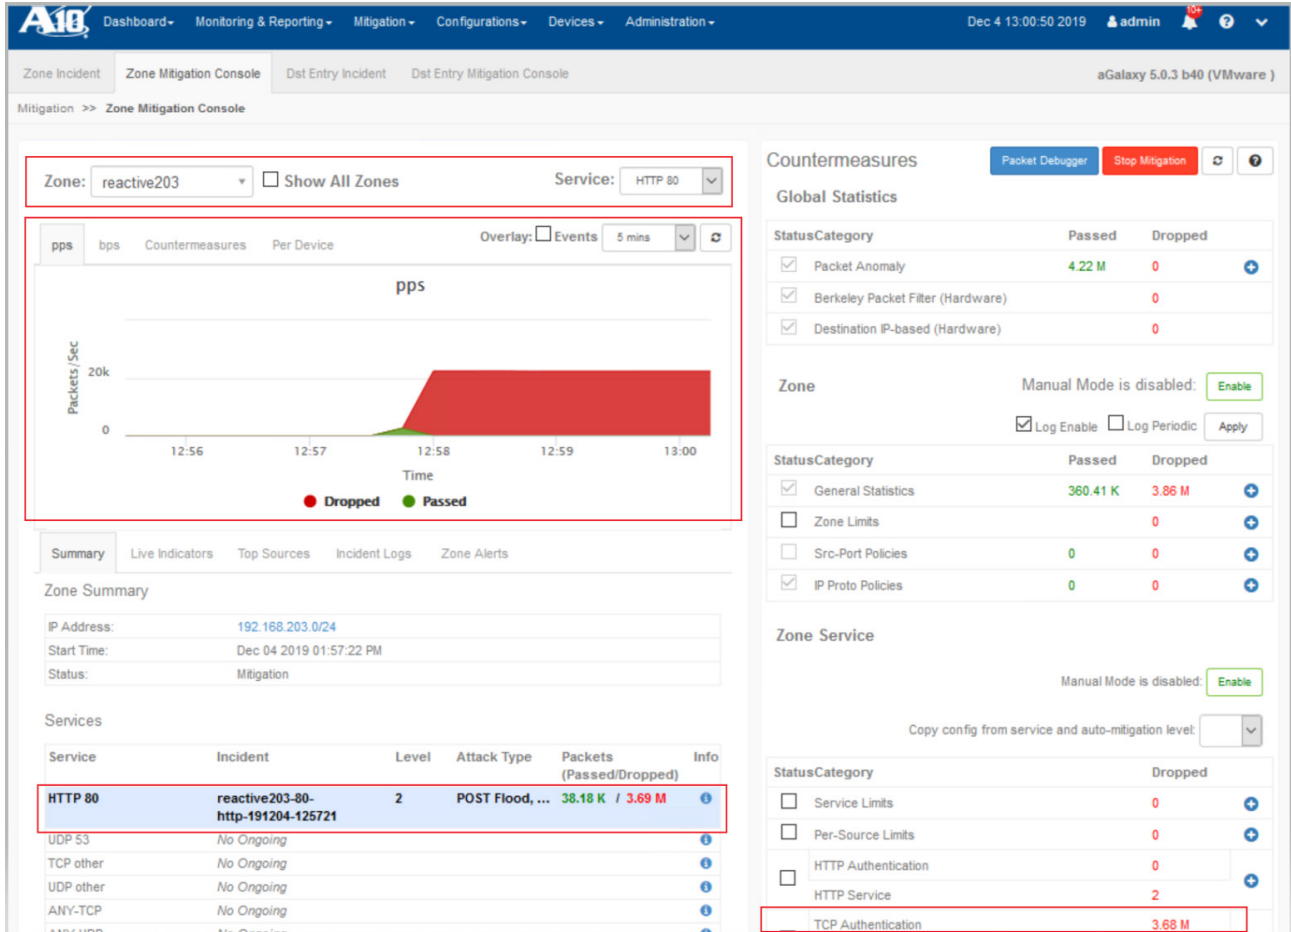 A10 Dashboard Monitoring & Reporting Mitigation Configurations Devices Administration Dec 4 13:00:50 2019 admin 10+
Zone Incident Zone Mitigation Console Dst Entry Incident Dst Entry Mitigation Console aGalaxy 5.0.3 b40 (VMware )
Mitigation >> Zone Mitigation Console
Zone: reactive203 Show All Zones Service: HTTP 80
pps bps Countermeasures Per Device Overlay: Events 5 mins
pps
Packets/Sec
20k
0
12:56 12:57 12:58 12:59 13:00
Time
Dropped Passed
Summary Live Indicators Top Sources Incident Logs Zone Alerts
Zone Summary
IP Address: 192.168.203.0/24
Start Time: Dec 04 2019 01:57:22 PM
Status: Mitigation
Services
Service Incident Level Attack Type Packets Info
(Passed/Dropped)
HTTP 80 reactive203-80- 2 POST Flood, ... 38.18 K / 3.69 M
http-191204-125721
UDP 53 No Ongoing
TCP other No Ongoing
UDP other No Ongoing
ANY-TCP No Ongoing
ANY-UDP No Ongoing
Countermeasures Packet Debugger Stop Mitigation
Global Statistics
StatusCategory Passed Dropped
Packet Anomaly 4.22 M 0
Berkeley Packet Filter (Hardware) 0
Destination IP-based (Hardware) 0
Zone Manual Mode is disabled: Enable
Log Enable Log Periodic Apply
StatusCategory Passed Dropped
General Statistics 360.41 K 3.86 M
Zone Limits 0
Src-Port Policies 0 0
IP Proto Policies 0 0
Zone Service
Manual Mode is disabled: Enable
Copy config from service and auto-mitigation level:
StatusCategory Dropped
Service Limits 0
Per-Source Limits 0
HTTP Authentication 0
HTTP Service 2
TCP Authentication 3.68 M